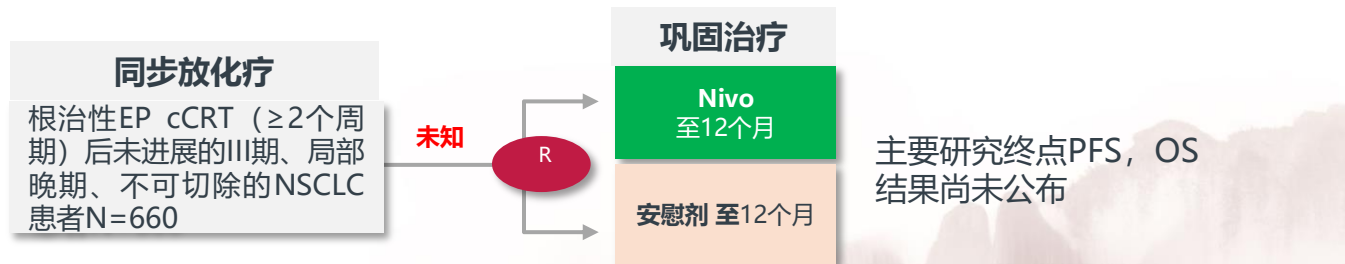 同步放化疗
根治性EP cCRT（≥2个周
期）后未进展的III期、局部
晚期、不可切除的NSCLC
患者N=660
未知
R
巩固治疗
Nivo
至12个月
安慰剂 至12个月
主要研究终点PFS，OS
结果尚未公布